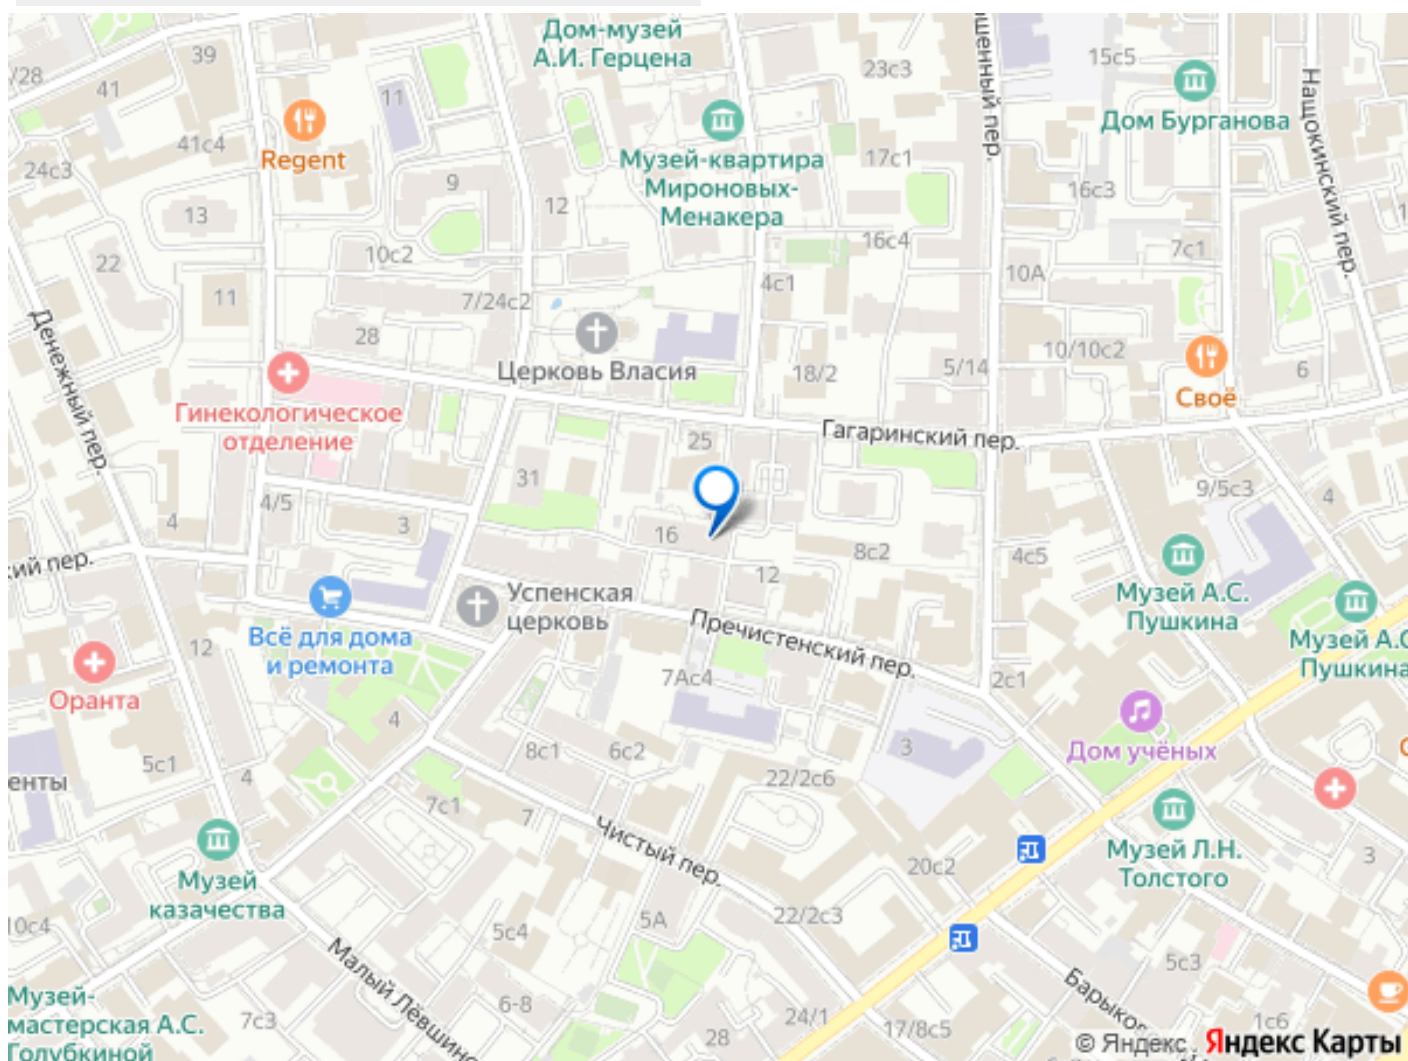 Дом-музей
А.И. Герцена
39
/28
41
11
23с3
15с5
Дом Бурганова
Нащокинский пер.
Regent
41с4
24с3
Музей-квартира
Мироновых-
Менакера
17с1
16с3
9
12
13
16с4
7с1
10с2
22
11
4с1
10А
7/24с2
28
Денежный пер.
Церковь Власия
18/2
5/14
10/10с2
6
Своё
Гинекологическое
отделение
25
Гагаринский пер.
31
4/5
4
3
16
9/5с3
4
8с2
4с5
12
кий пер.
Успенская
церковь
Музей А.С.
Пушкина
Всё для дома
и ремонта
Пречистенский пер.
Музей А.С
Пушкина
12
Оранта
7Ас4
2с1
4
5с1
4
енты
8с1
6с2
22/2с6
3
Дом учёных
7с1
7
Чистый пер.
Музей Л.Н.
Толстого
3
20с2
Музей
казачества
10с4
5А
22/2с3
5с4
5с3
Малый Лёвшинс
6-8
Музей-
мастерская А.С.
Голубкиной
7с3
28
24/1
17/8с5
Барыков
1с6
© Яндекс
Яндекс Карты
шенный пер.